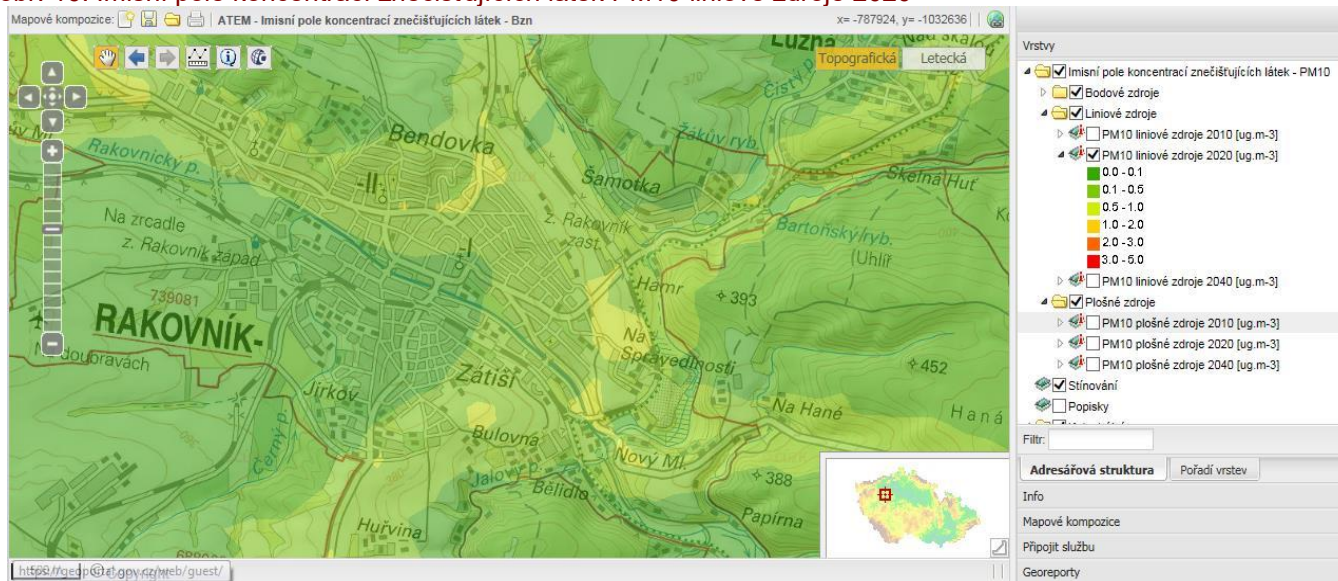 Mapové kompozice:
ATEM - Imisní pole koncentrací znečišťujících látek - Bzn
x= -787924, y= -1032636
Topografická
Letecká
Lužná
Čistý p.
Bendovka
Rakovnický p.
Žákův ryb.
-II-
Šamotka
Skelná Huť
Na zrcadle
z. Rakovník, západ
z. Rakovník
zast.
Bartoňský ryb.
(Uhlíř
-I
739081
Hamr
393
RAKOVNÍK-
Na
Spravedlnosti
doubravách
452
Zátiší
Jirkov
Na Hané
Haná
Černý p.
Bulovna
Nový Ml.
Jalový p.
Bělidlo
388
Huřvina
Papírna
Vrstvy
Imisní pole koncentrací znečišťujících látek - PM10
Bodové zdroje
Liniové zdroje
PM10 liniové zdroje 2010 [ug.m-3]
PM10 liniové zdroje 2020 [ug.m-3]
0.0 - 0.1
0.1 - 0.5
0.5 - 1.0
1.0 - 2.0
2.0 - 3.0
3.0 - 5.0
PM10 liniové zdroje 2040 [ug.m-3]
Plošné zdroje
PM10 plošné zdroje 2010 [ug.m-3]
PM10 plošné zdroje 2020 [ug.m-3]
PM10 plošné zdroje 2040 [ug.m-3]
Stínování
Popisky
Filtr:
Adresářová struktura
Pořadí vrstev
Info
Mapové kompozice
Připojit službu
Geореporty